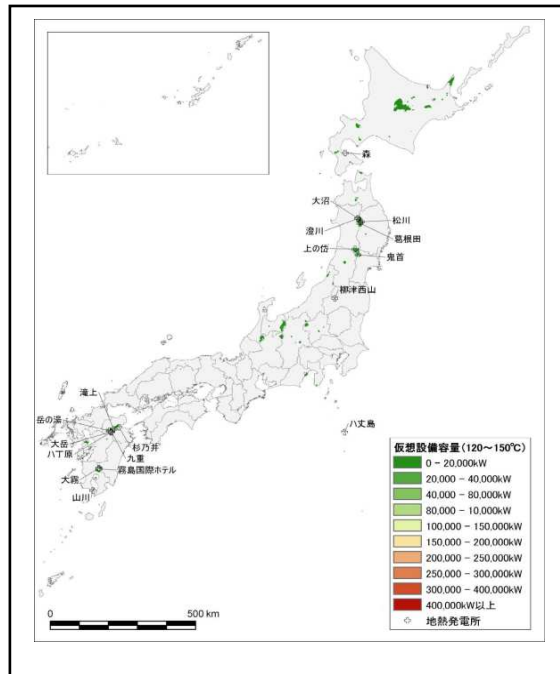 森
大沼
松川
澄川
葛根田
上の岱
鬼首
柳津西山
滝上
岳の湯
大岳
八丁原
杉乃井
九重
大霧
霧島国際ホテル
山川
八丈島
仮想設備容量(120~150℃)
0 - 20,000kW
20,000 - 40,000kW
40,000 - 80,000kW
80,000 - 10,000kW
100,000 - 150,000kW
150,000 - 200,000kW
200,000 - 250,000kW
250,000 - 300,000kW
300,000 - 400,000kW
400,000kW以上
地熱発電所
0 500 km